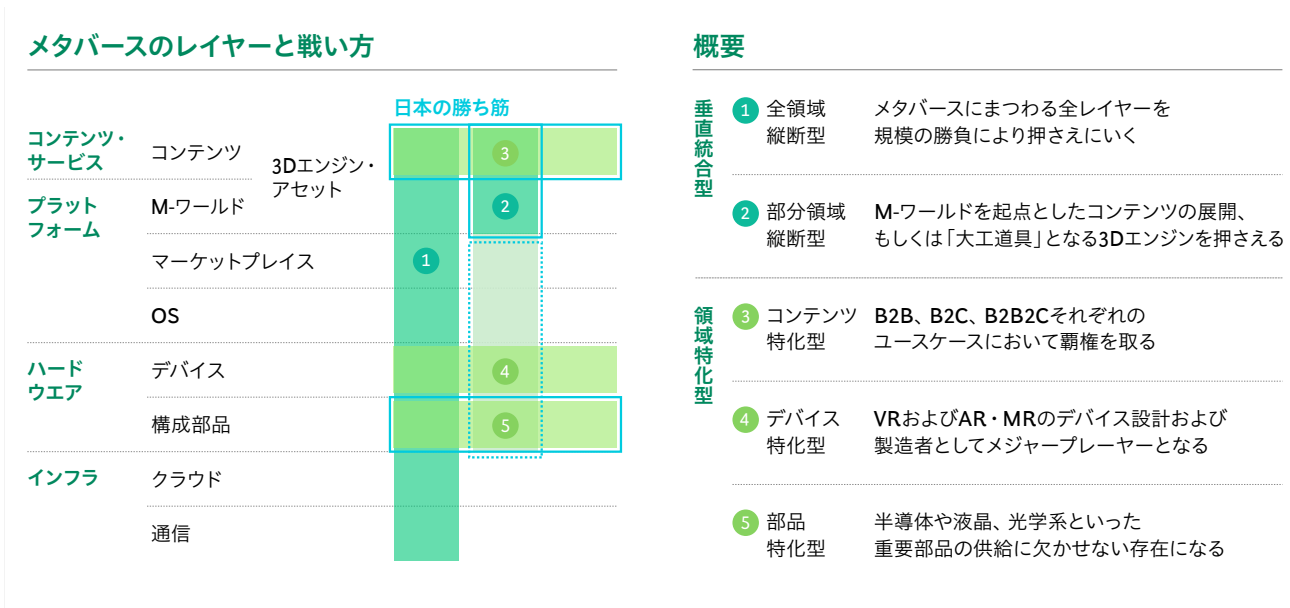 メタバースのレイヤーと戦い方
日本の勝ち筋
コンテンツ・
サービス
コンテンツ
3Dエンジン・
アセット
3
プラット
フォーム
M-ワールド
2
マーケットプレイス
1
OS
ハード
ウエア
デバイス
4
構成部品
5
インフラ
クラウド
通信
概要
垂直統合型
1 全領域
縦断型
メタバースにまつわる全レイヤーを
規模の勝負により押さえにいく
2 部分領域
縦断型
M-ワールドを起点としたコンテンツの展開、
もしくは「大工道具」となる3Dエンジンを押さえる
領域特化型
3 コンテンツ
特化型
B2B、B2C、B2B2Cそれぞれの
ユースケースにおいて覇権を取る
4 デバイス
特化型
VRおよびAR・MRのデバイス設計および
製造者としてメジャープレーヤーとなる
5 部品
特化型
半導体や液晶、光学系といった
重要部品の供給に欠かせない存在になる